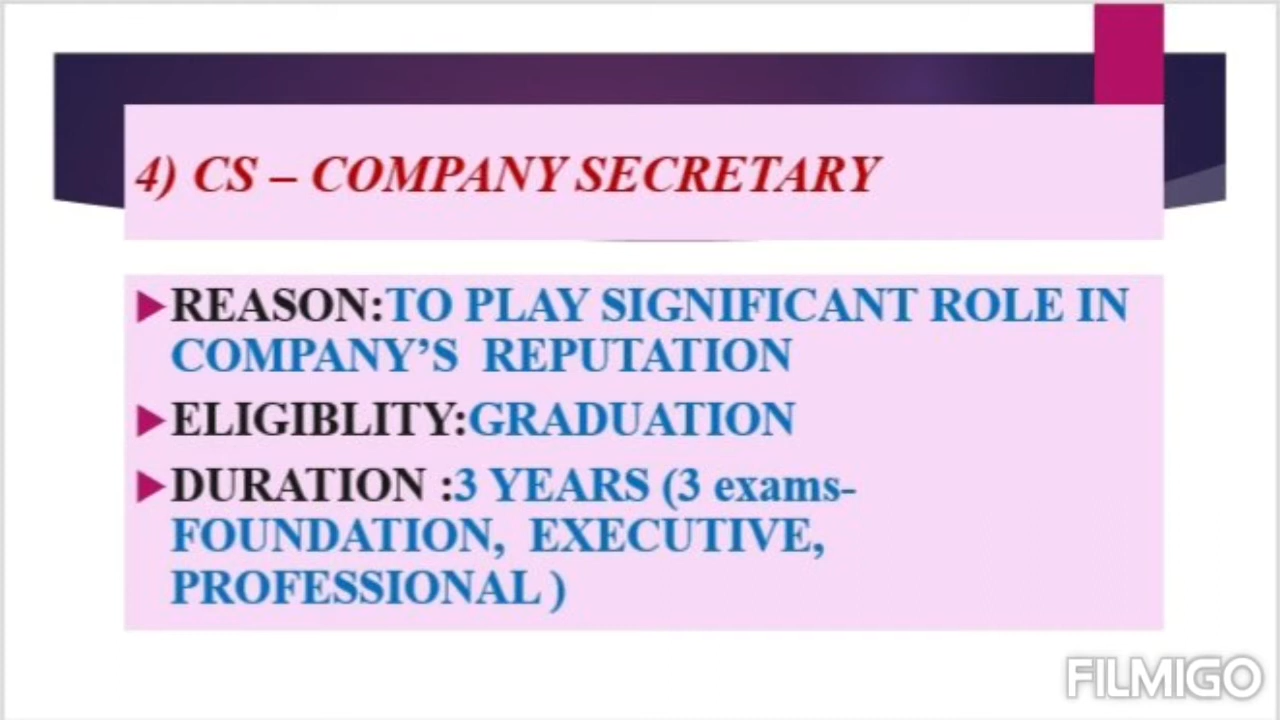 4) CS – COMPANY SECRETARY
REASON:TO PLAY SIGNIFICANT ROLE IN
COMPANY’S REPUTATION
ELIGIBLITY:GRADUATION
DURATION :3 YEARS (3 exams-
FOUNDATION, EXECUTIVE,
PROFESSIONAL )
FILMIGO